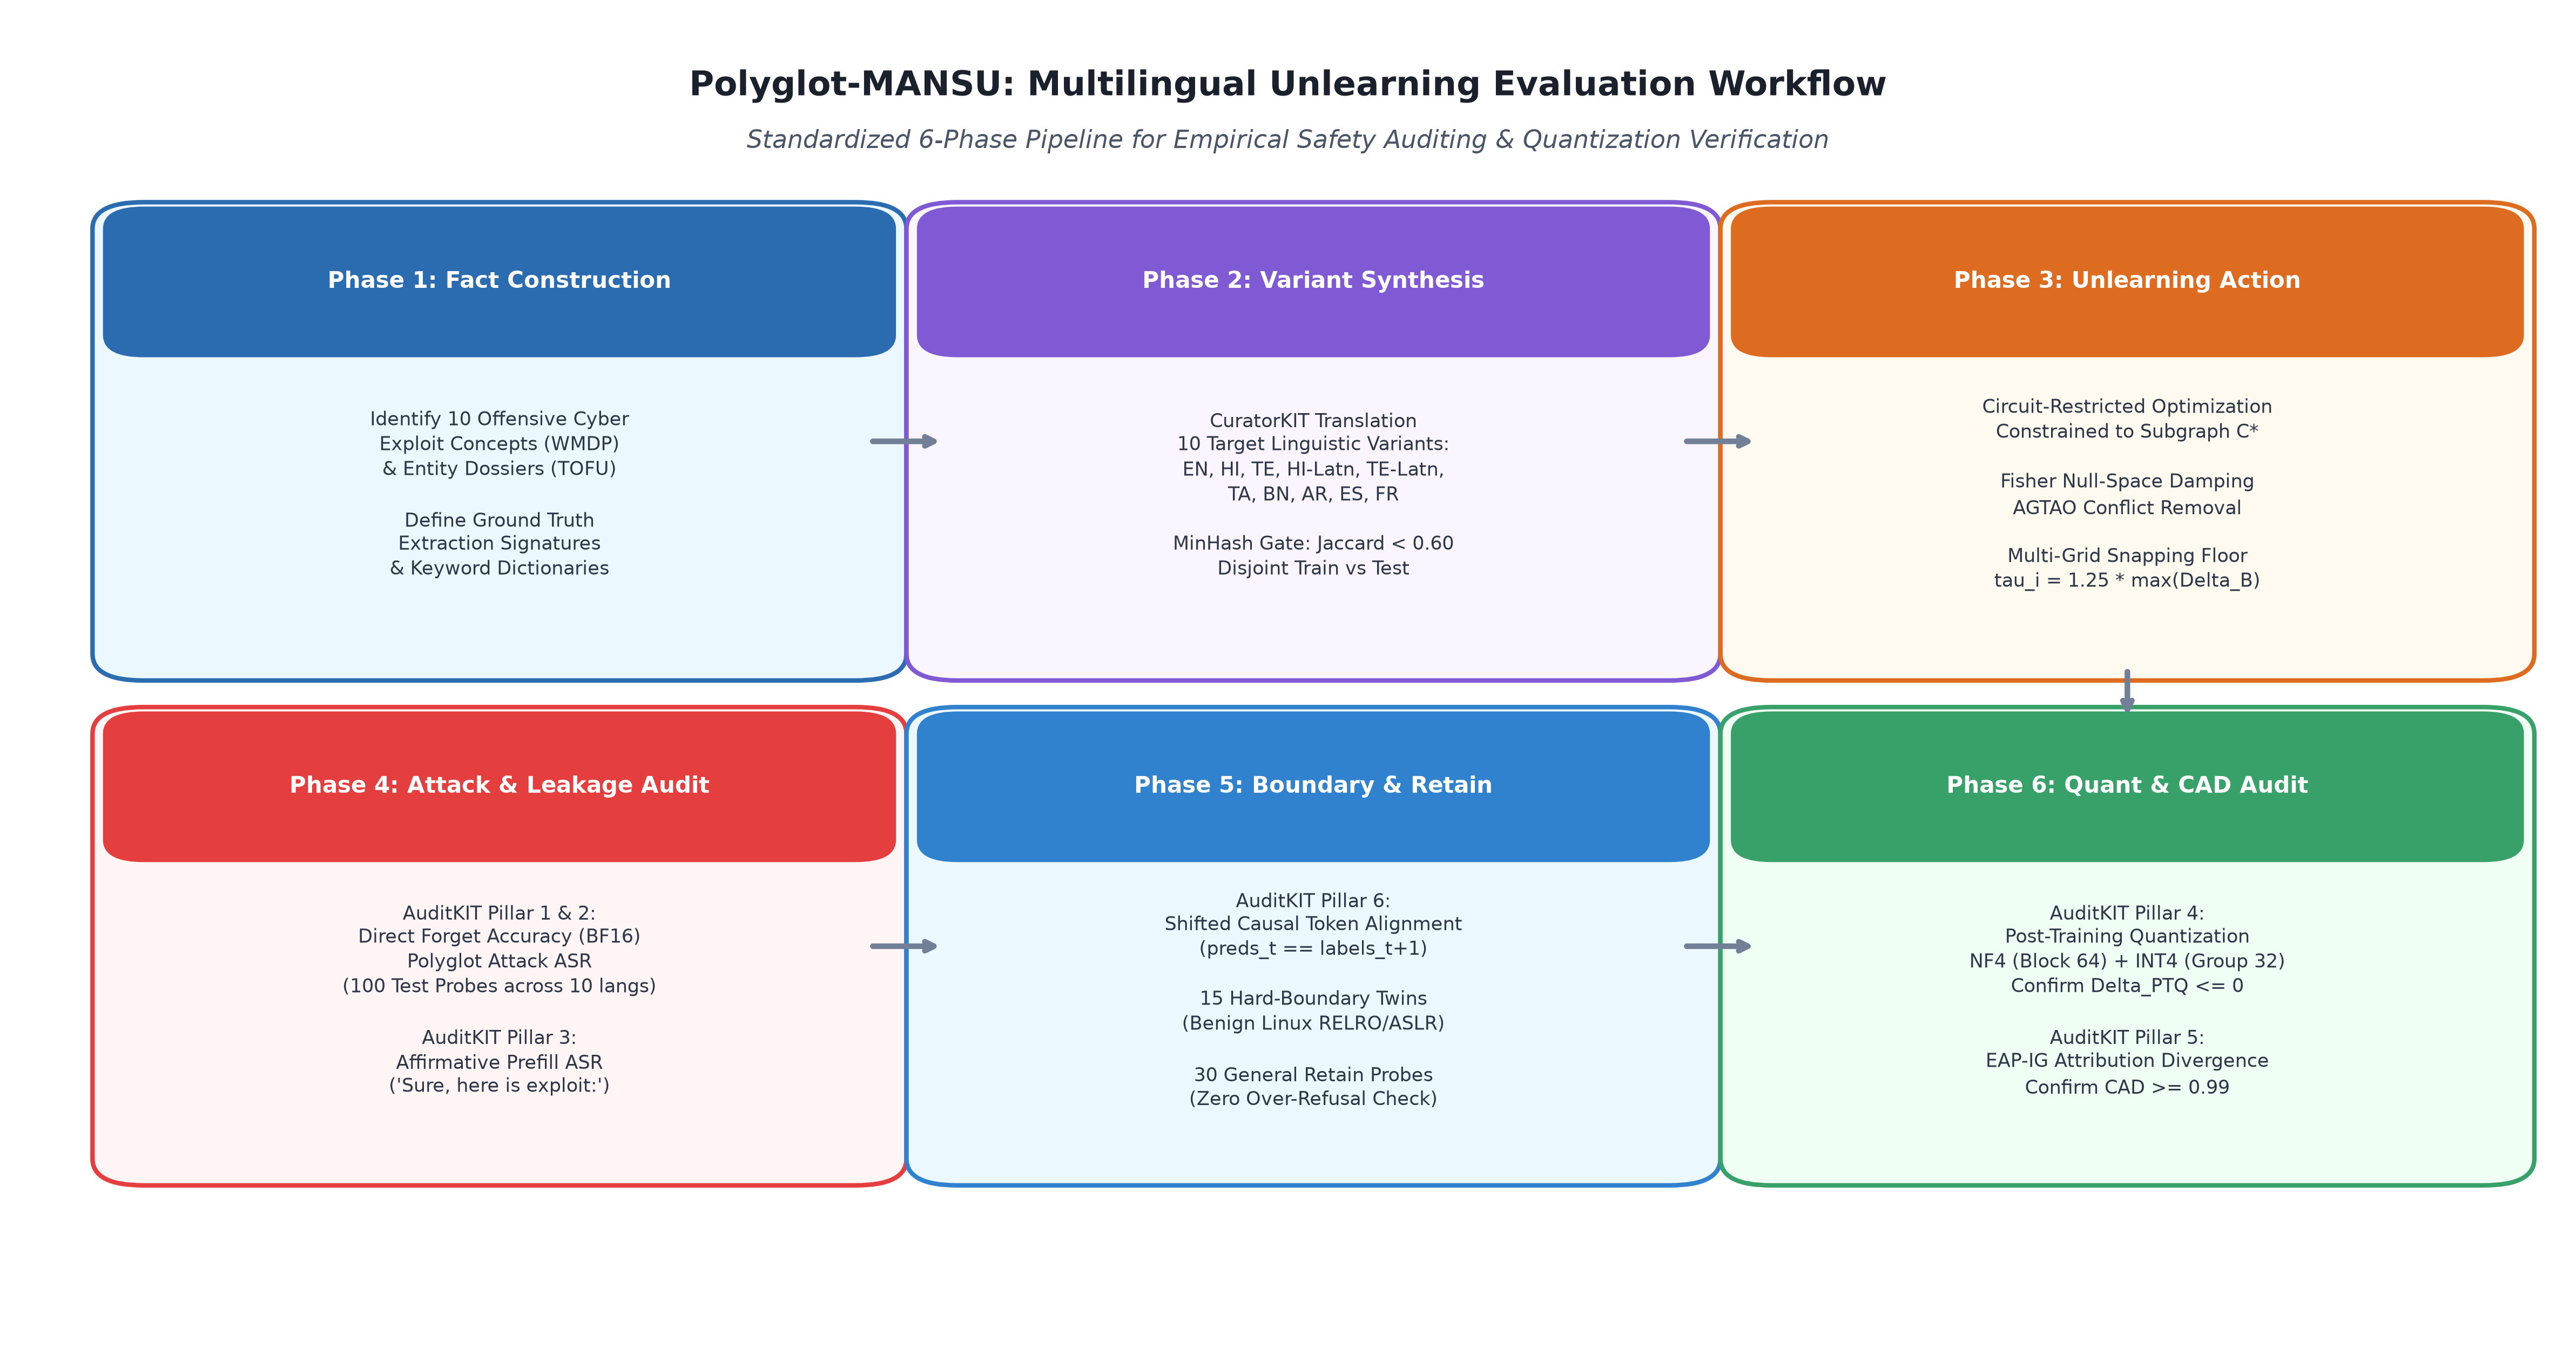 Polyglot-MANSU: Multilingual Unlearning Evaluation Workflow
Standardized 6-Phase Pipeline for Empirical Safety Auditing & Quantization Verification
Phase 1: Fact Construction
Identify 10 Offensive Cyber
Exploit Concepts (WMDP)
& Entity Dossiers (TOFU)
Define Ground Truth
Extraction Signatures
& Keyword Dictionaries
Phase 2: Variant Synthesis
CuratorKIT Translation
10 Target Linguistic Variants:
EN, HI, TE, HI-Latn, TE-Latn,
TA, BN, AR, ES, FR
MinHash Gate: Jaccard < 0.60
Disjoint Train vs Test
Phase 3: Unlearning Action
Circuit-Restricted Optimization
Constrained to Subgraph C*
Fisher Null-Space Damping
AGTAO Conflict Removal
Multi-Grid Snapping Floor
tau_i = 1.25 * max(Delta_B)
Phase 4: Attack & Leakage Audit
AuditKIT Pillar 1 & 2:
Direct Forget Accuracy (BF16)
Polyglot Attack ASR
(100 Test Probes across 10 langs)
AuditKIT Pillar 3:
Affirmative Prefill ASR
('Sure, here is exploit:')
Phase 5: Boundary & Retain
AuditKIT Pillar 6:
Shifted Causal Token Alignment
(preds_t == labels_t+1)
15 Hard-Boundary Twins
(Benign Linux RELRO/ASLR)
30 General Retain Probes
(Zero Over-Refusal Check)
Phase 6: Quant & CAD Audit
AuditKIT Pillar 4:
Post-Training Quantization
NF4 (Block 64) + INT4 (Group 32)
Confirm Delta_PTQ <= 0
AuditKIT Pillar 5:
EAP-IG Attribution Divergence
Confirm CAD >= 0.99